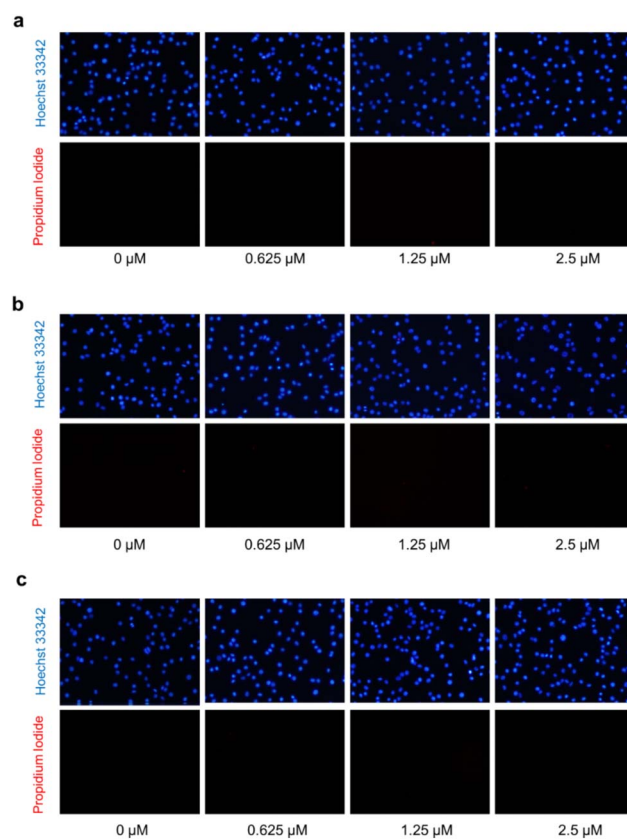 a
Hoechst 33342
Propidium Iodide
0 µM 0.625 µM 1.25 µM 2.5 µM
b
Hoechst 33342
Propidium Iodide
0 µM 0.625 µM 1.25 µM 2.5 µM
c
Hoechst 33342
Propidium Iodide
0 µM 0.625 µM 1.25 µM 2.5 µM